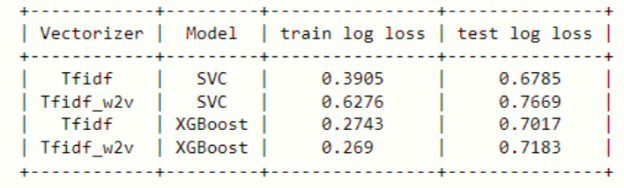 +------------+---------+----------------+---------------+
| Vectorizer | Model | train log loss | test log loss |
+------------+---------+----------------+---------------+
| Tfidf | SVC | 0.3905 | 0.6785 |
| Tfidf_w2v | SVC | 0.6276 | 0.7669 |
| Tfidf | XGBoost | 0.2743 | 0.7017 |
| Tfidf_w2v | XGBoost | 0.269 | 0.7183 |
+------------+---------+----------------+---------------+